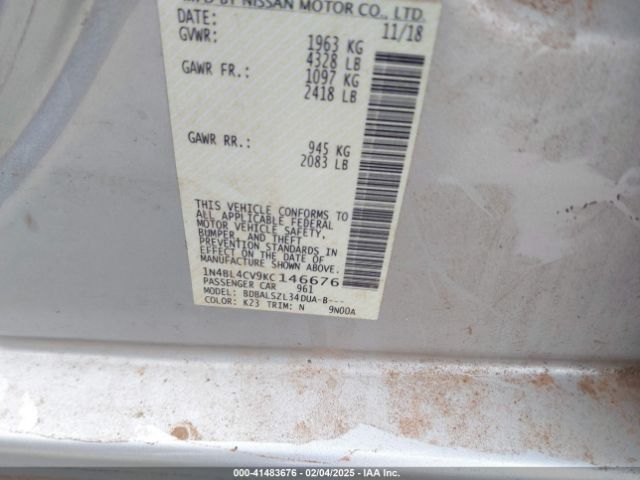 MFD BY NISSAN MOTOR CO., LTD.
DATE: 11/18
GVWR: 1963 KG
4328 LB
GAWR FR.: 1097 KG
2418 LB
GAWR RR.: 945 KG
2083 LB
THIS VEHICLE CONFORMS TO
ALL APPLICABLE FEDERAL
MOTOR VEHICLE SAFETY,
BUMPER, AND THEFT
PREVENTION STANDARDS IN
EFFECT ON THE DATE OF
MANUFACTURE SHOWN ABOVE.
1N4BL4CV9KC146676
PASSENGER CAR 961
MODEL: BDBALSZL34DUA-B---
COLOR: K23 TRIM: N 9N00A
000-41483676 - 02/04/2025 - IAA Inc.